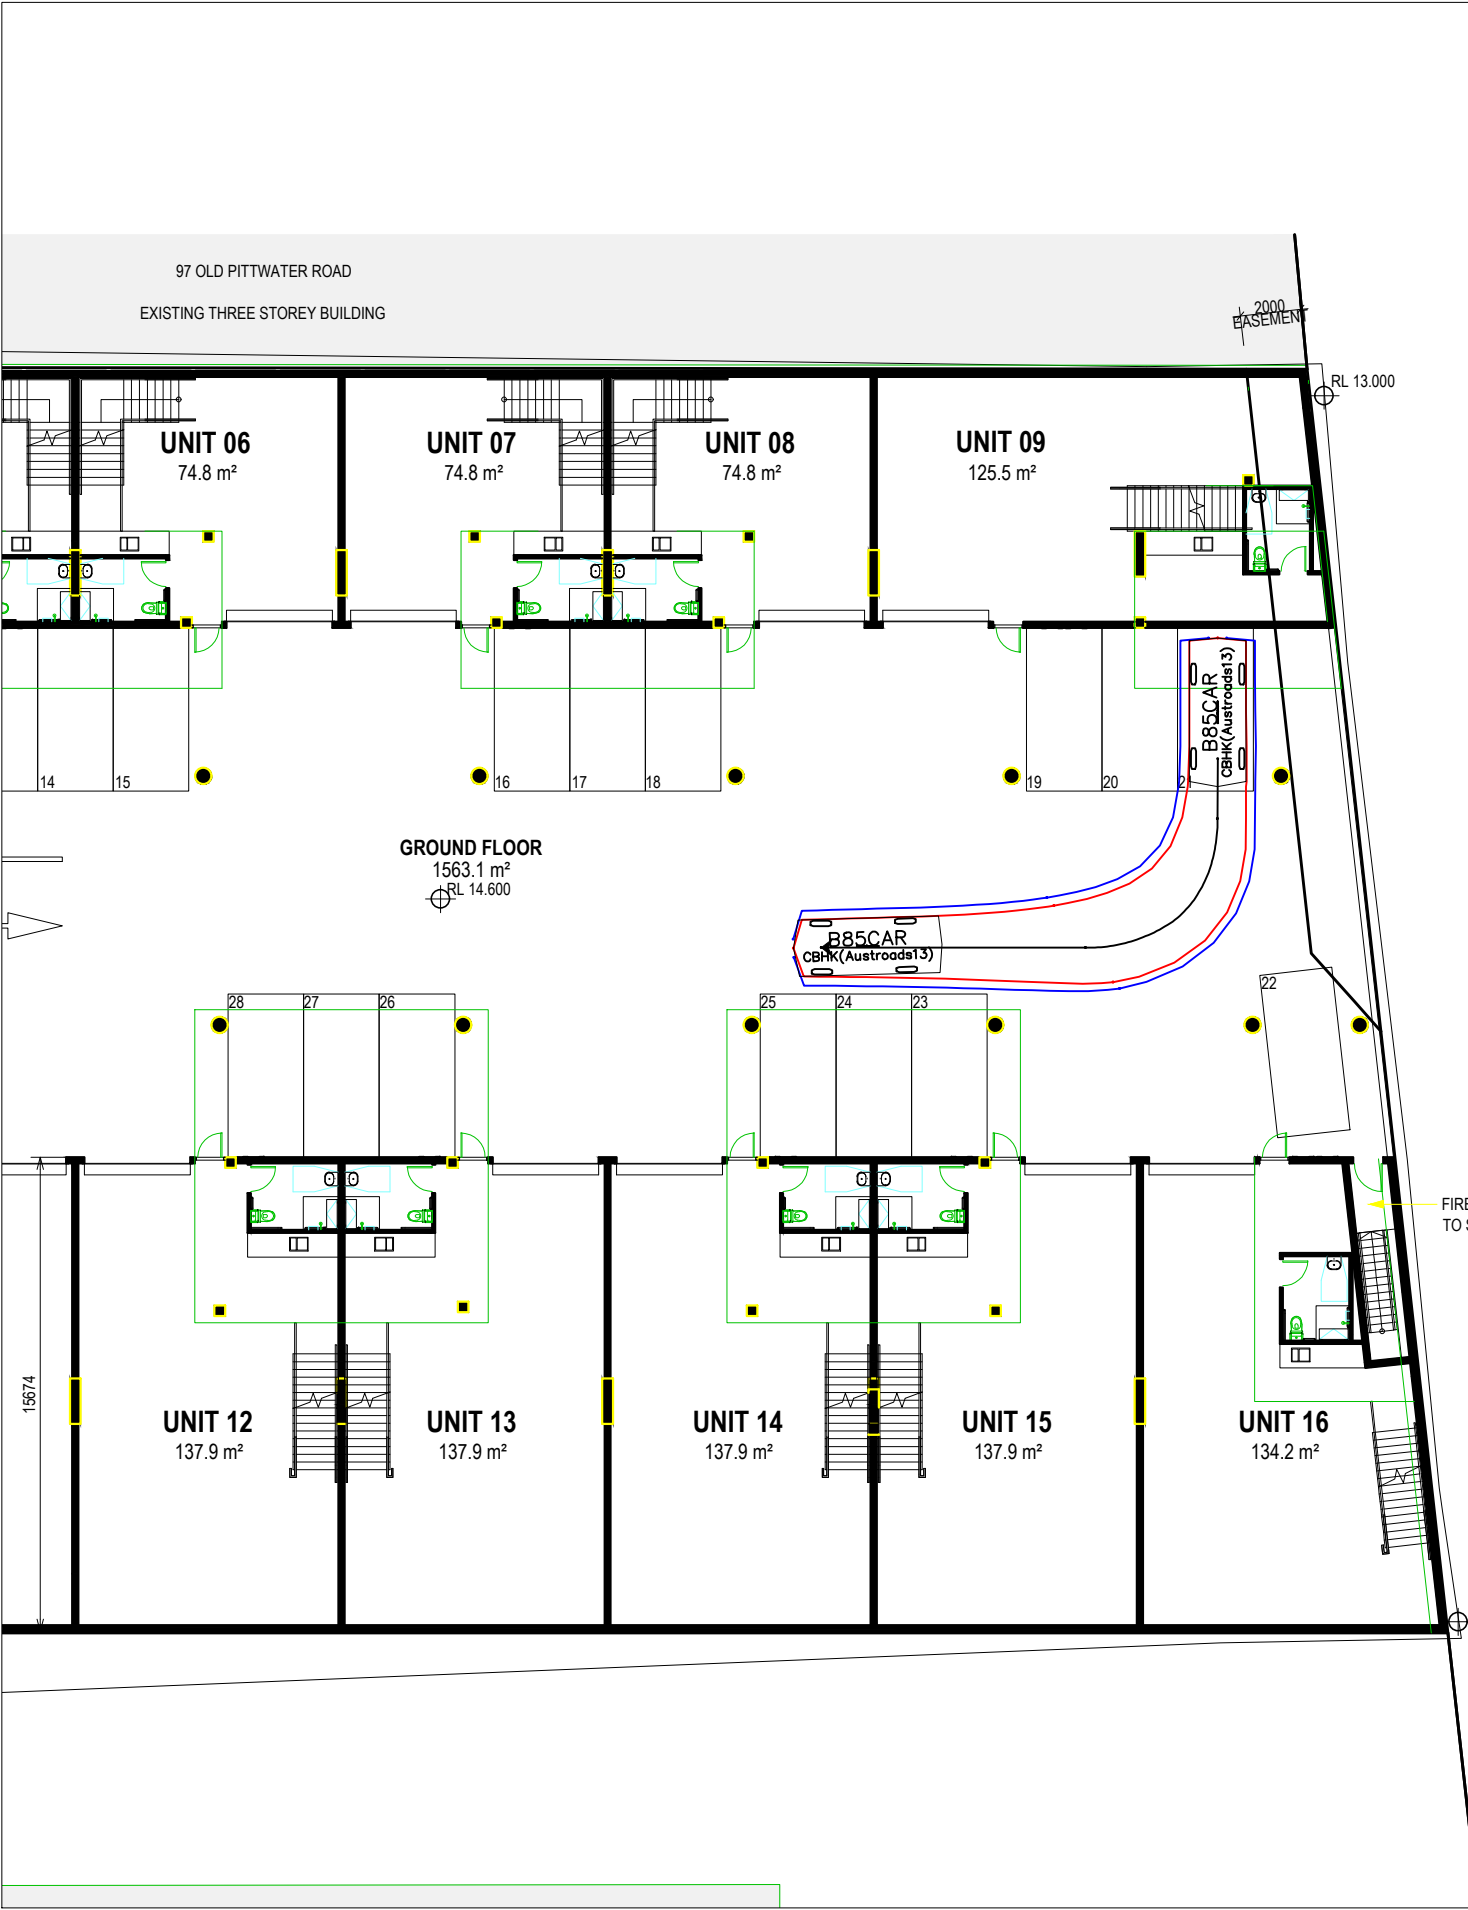 97 OLD PITTWATER ROAD
EXISTING THREE STOREY BUILDING
2000
EASEMENT
RL 13.000
UNIT 06
74.8 m²
UNIT 07
74.8 m²
UNIT 08
74.8 m²
UNIT 09
125.5 m²
B85CAR
CBHK(Austroads13)
14
15
16
17
18
19
20
21
GROUND FLOOR
1563.1 m²
RL 14.600
B85CAR
CBHK(Austroads13)
28
27
26
25
24
23
22
FIRE
TO S
15674
UNIT 12
137.9 m²
UNIT 13
137.9 m²
UNIT 14
137.9 m²
UNIT 15
137.9 m²
UNIT 16
134.2 m²